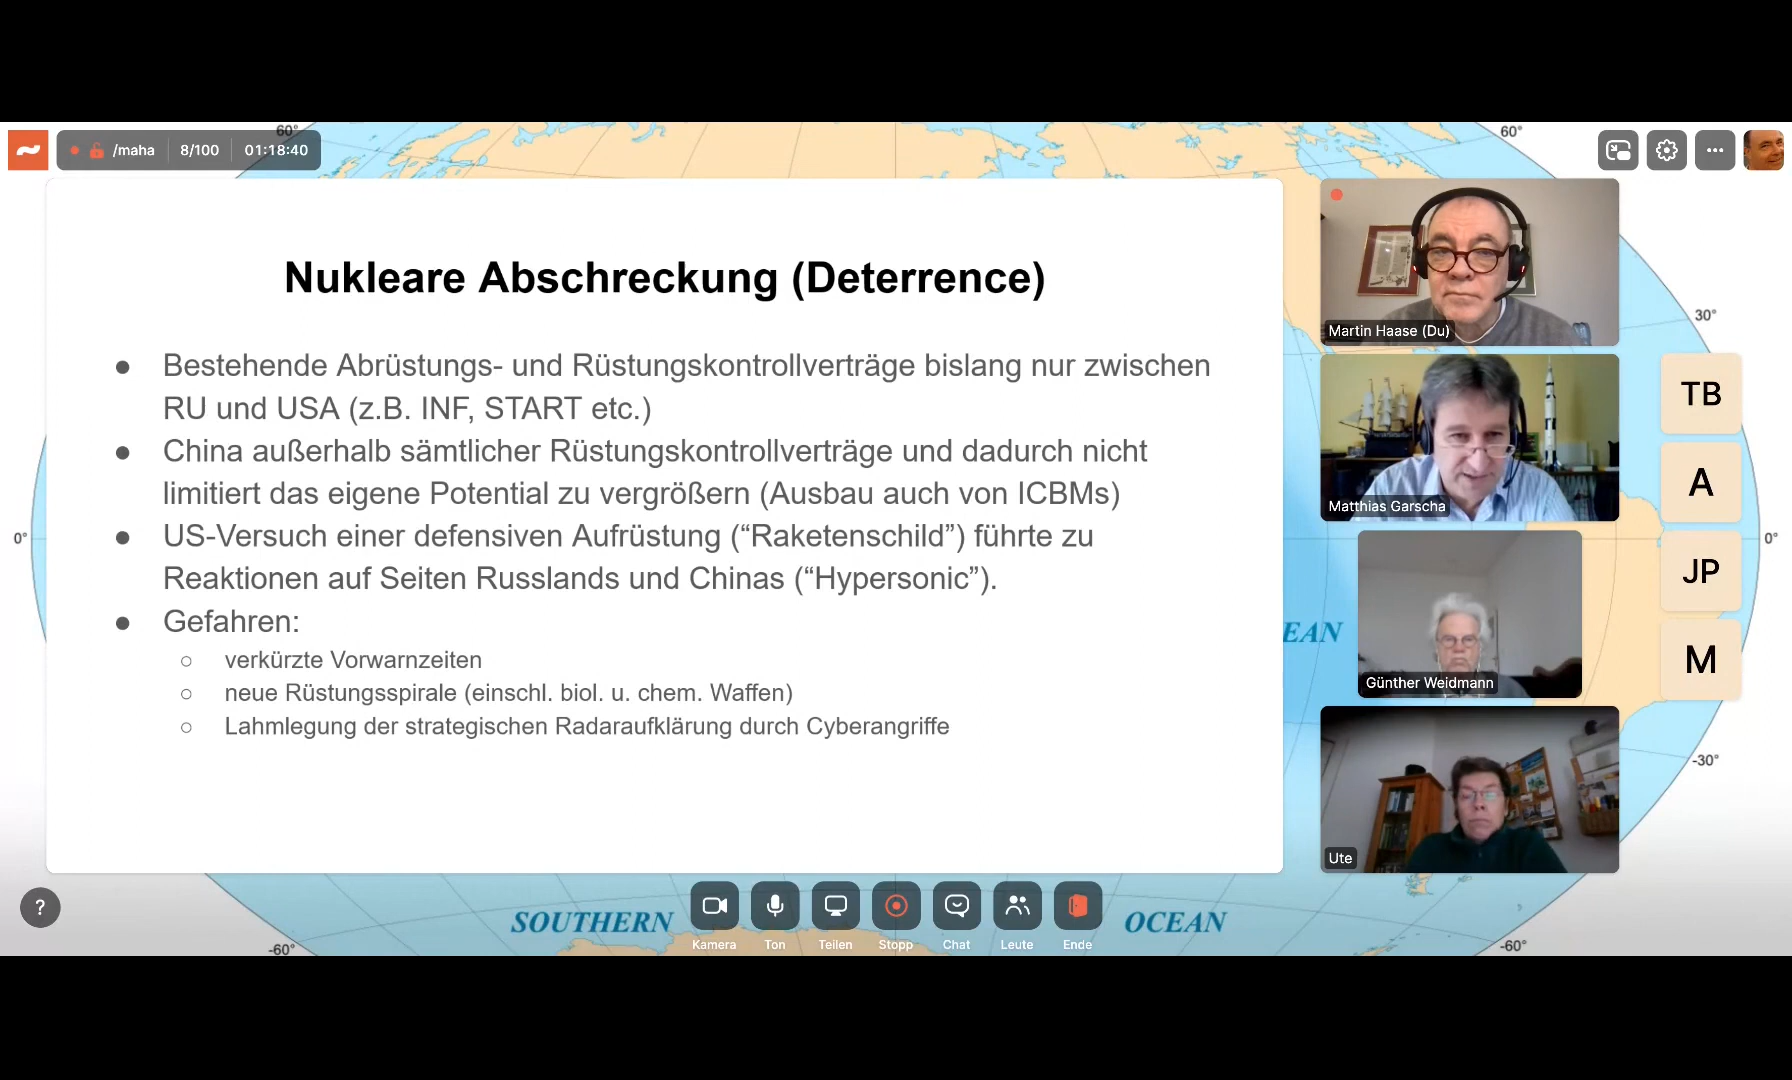 60°
60°
/maha
8/100
01:18:40
Nukleare Abschreckung (Deterrence)
● Bestehende Abrüstungs- und Rüstungskontrollverträge bislang nur zwischen
RU und USA (z.B. INF, START etc.)
● China außerhalb sämtlicher Rüstungskontrollverträge und dadurch nicht
limitiert das eigene Potential zu vergrößern (Ausbau auch von ICBMs)
● US-Versuch einer defensiven Aufrüstung (“Raketenschild”) führte zu
Reaktionen auf Seiten Russlands und Chinas (“Hypersonic”).
● Gefahren:
○ verkürzte Vorwarnzeiten
○ neue Rüstungsspirale (einschl. biol. u. chem. Waffen)
○ Lahmlegung der strategischen Radaraufklärung durch Cyberangriffe
Martin Haase (Du)
Matthias Garscha
Günther Weidmann
Ute
TB
A
JP
M
30°
0°
0°
EAN
-30°
?
SOUTHERN
OCEAN
Kamera
Ton
Teilen
Stopp
Chat
Leute
Ende
-60°
-60°